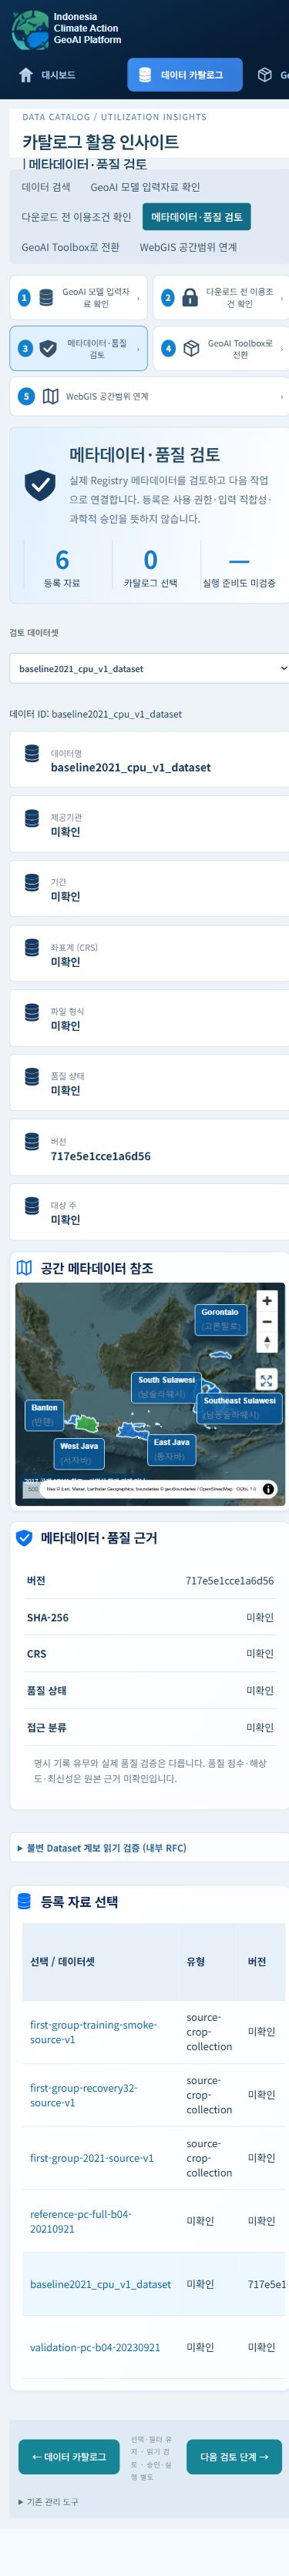 Indonesia
Climate Action
GeoAI Platform
대시보드
데이터 카탈로그
DATA CATALOG / UTILIZATION INSIGHTS
카탈로그 활용 인사이트
| 메타데이터·품질 검토
데이터 검색
GeoAI 모델 입력자료 확인
다운로드 전 이용조건 확인
메타데이터·품질 검토
GeoAI Toolbox로 전환
WebGIS 공간범위 연계
1
GeoAI 모델 입력자
료 확인
›
2
다운로드 전 이용조
건 확인
›
3
메타데이터·품질
검토
›
4
GeoAI Toolbox로
전환
›
5
WebGIS 공간범위 연계
›
메타데이터·품질 검토
실제 Registry 메타데이터를 검토하고 다음 작업
으로 연결합니다. 등록은 사용 권한·입력 적합성·
과학적 승인을 뜻하지 않습니다.
6
등록 자료
0
카탈로그 선택
—
실행 준비도 미검증
검토 데이터셋
baseline2021_cpu_v1_dataset
데이터 ID: baseline2021_cpu_v1_dataset
데이터명
baseline2021_cpu_v1_dataset
제공기관
미확인
기간
미확인
좌표계 (CRS)
미확인
파일 형식
미확인
품질 상태
미확인
버전
717e5e1cce1a6d56
대상 주
미확인
공간 메타데이터 참조
Gorontalo
(고론탈로)
South Sulawesi
(남술라웨시)
Southeast Sulawesi
(남동술라웨시)
Banten
(반텐)
West Java
(서자바)
East Java
(동자바)
500
Tiles © Esri, Maxar, Earthstar Geographics, boundaries © geoBoundaries / OpenStreetMap · ODbL 1.0
메타데이터·품질 근거
버전
717e5e1cce1a6d56
SHA-256
미확인
CRS
미확인
품질 상태
미확인
접근 분류
미확인
명시 기록 유무와 실제 품질 검증은 다릅니다. 품질 점수·해상
도·최신성은 원본 근거 미확인입니다.
▶ 불변 Dataset 계보 읽기 검증 (내부 RFC)
등록 자료 선택
선택 / 데이터셋
유형
버전
first-group-training-smoke-
source-v1
source-
crop-
collection
미확인
first-group-recovery32-
source-v1
source-
crop-
collection
미확인
first-group-2021-source-v1
source-
crop-
collection
미확인
reference-pc-full-b04-
20210921
미확인
미확인
baseline2021_cpu_v1_dataset
미확인
717e5e1
validation-pc-b04-20230921
미확인
미확인
← 데이터 카탈로그
선택·필터 유
지 · 읽기 검
토 · 승인·실
행 별도
다음 검토 단계 →
▶ 기존 관리 도구